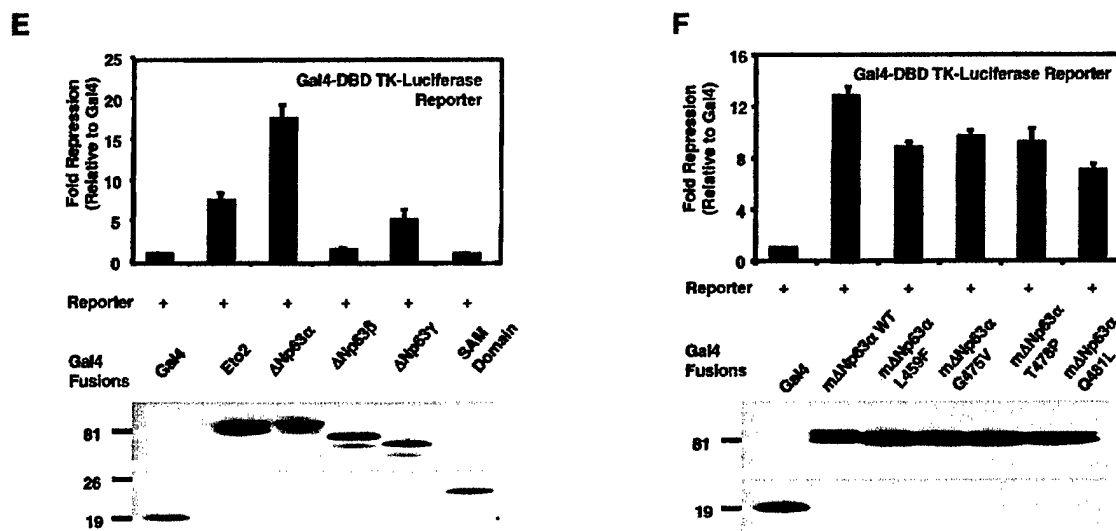 E
Fold Repression
(Relative to Gal4)
25
20
15
10
5
0
Gal4-DBD TK-Luciferase
Reporter
Reporter + + + + + +
Gal4
Fusions
Gal4
Eto2
ΔNp63α
ΔNp63β
ΔNp63γ
SAM
Domain
81
26
19
F
Fold Repression
(Relative to Gal4)
16
12
8
4
0
Gal4-DBD TK-Luciferase Reporter
Reporter + + + + + +
Gal4
Fusions
Gal4
mΔNp63α WT
mΔNp63α
L459F
mΔNp63α
G475V
mΔNp63α
T478P
mΔNp63α
Q481L
81
19